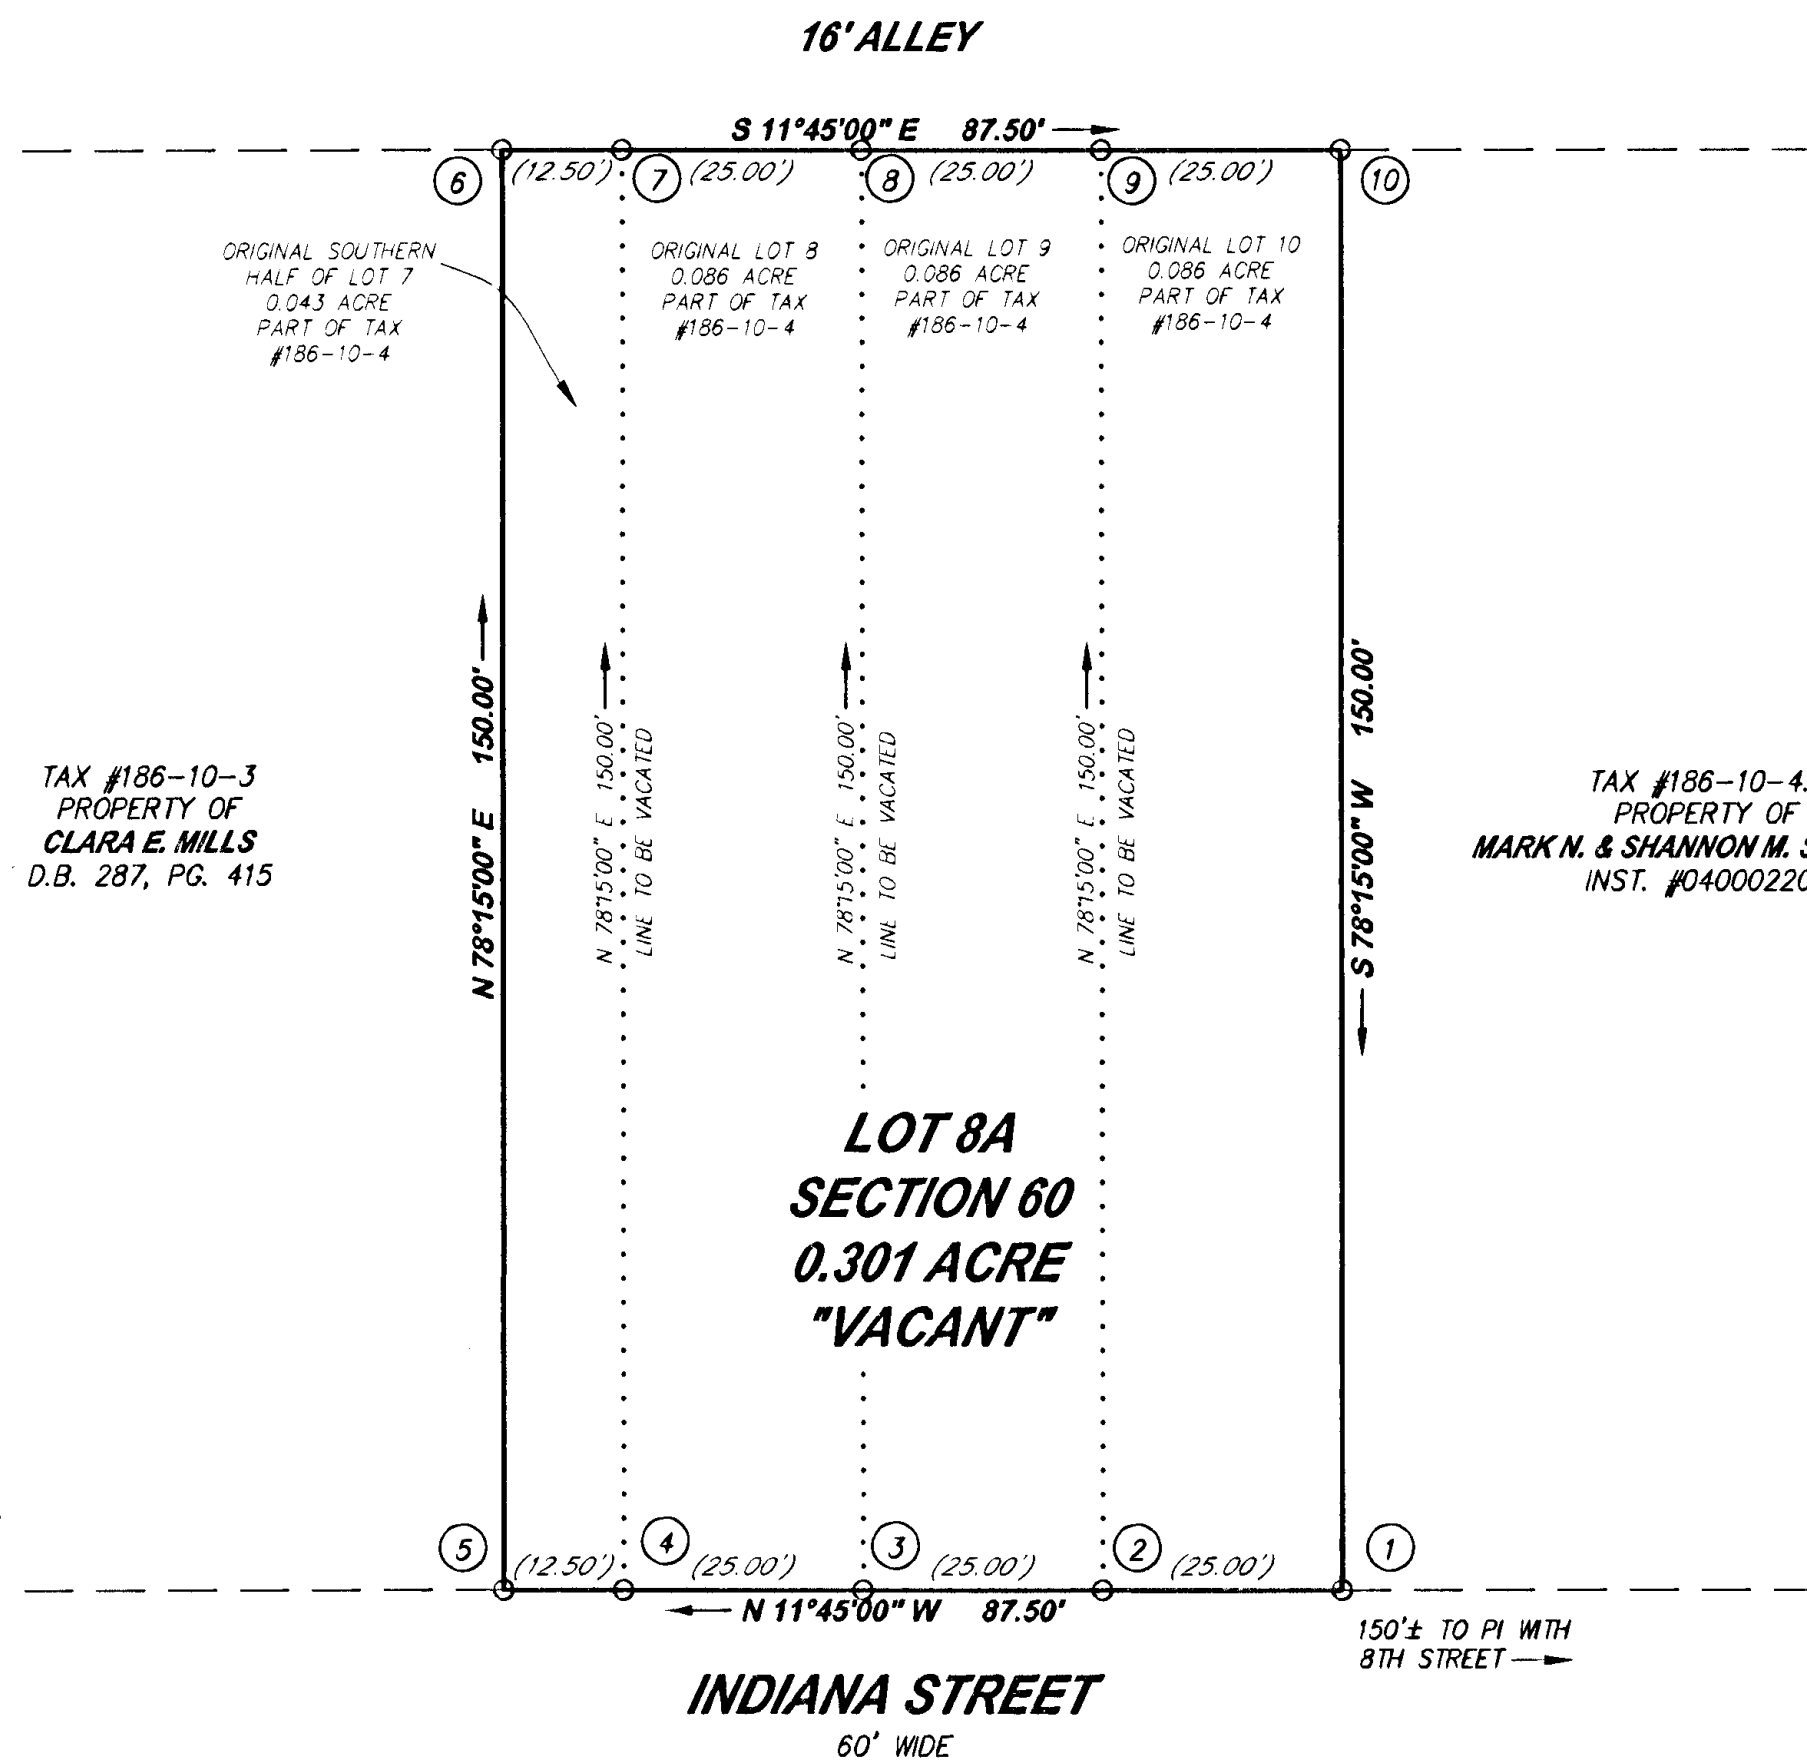 16' ALLEY
S 11°45'00" E 87.50'
6 (12.50') 7 (25.00') 8 (25.00') 9 (25.00') 10
ORIGINAL SOUTHERN
HALF OF LOT 7
0.043 ACRE
PART OF TAX
#186-10-4
ORIGINAL LOT 8
0.086 ACRE
PART OF TAX
#186-10-4
ORIGINAL LOT 9
0.086 ACRE
PART OF TAX
#186-10-4
ORIGINAL LOT 10
0.086 ACRE
PART OF TAX
#186-10-4
TAX #186-10-3
PROPERTY OF
CLARA E. MILLS
D.B. 287, PG. 415
N 78°15'00" E 150.00'
N 78°15'00" E 150.00'
LINE TO BE VACATED
N 78°15'00" E 150.00'
LINE TO BE VACATED
N 78°15'00" E 150.00'
LINE TO BE VACATED
S 78°15'00" W 150.00'
TAX #186-10-4.
PROPERTY OF
MARK N. & SHANNON M.
INST. #04000220
LOT 8A
SECTION 60
0.301 ACRE
"VACANT"
5 (12.50') 4 (25.00') 3 (25.00') 2 (25.00') 1
N 11°45'00" W 87.50'
150'± TO PI WITH
8TH STREET
INDIANA STREET
60' WIDE